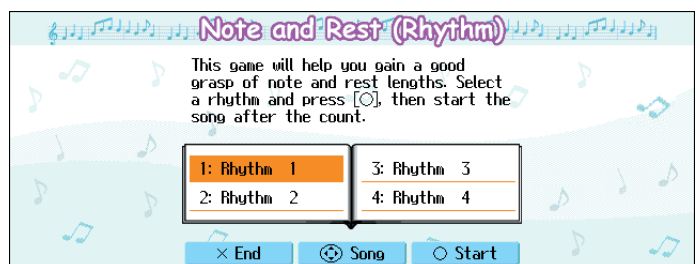 Note and Rest (Rhythm)
This game will help you gain a good
grasp of note and rest lengths. Select
a rhythm and press [○], then start the
song after the count.
1: Rhythm 1
2: Rhythm 2
3: Rhythm 3
4: Rhythm 4
× End
Song
○ Start